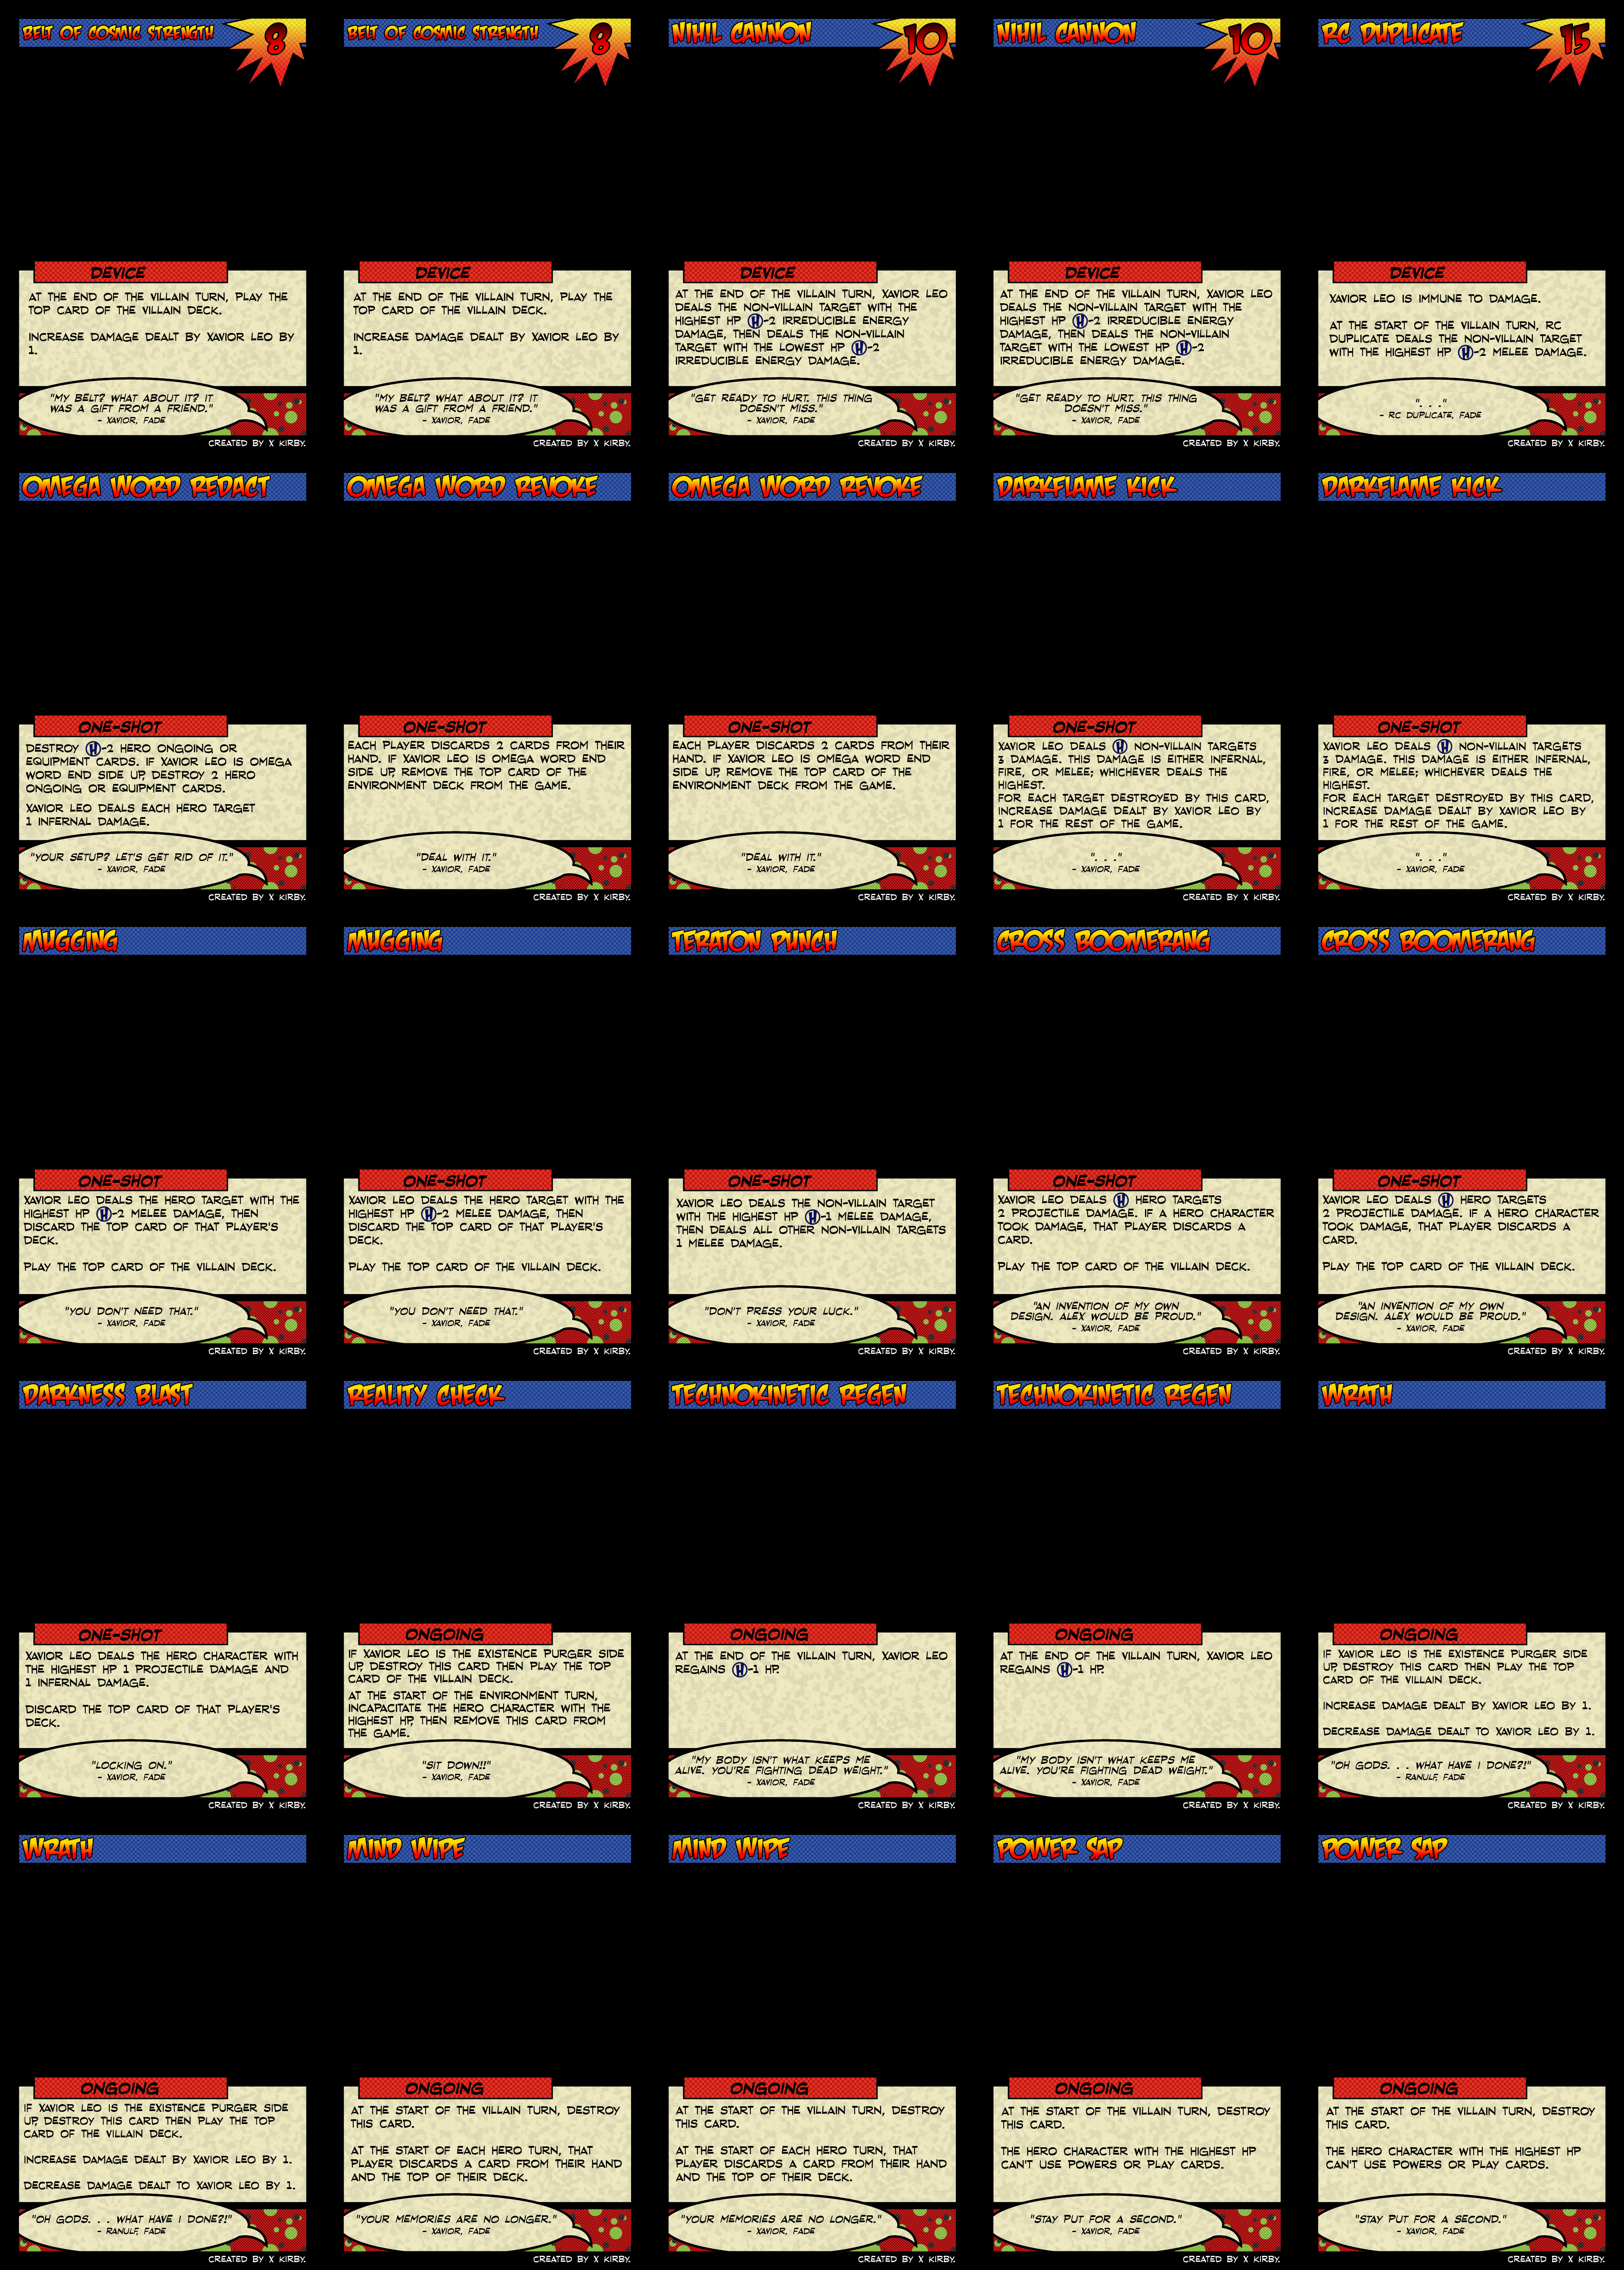 BELT OF COSMIC STRENGTH
8
DEVICE
AT THE END OF THE VILLAIN TURN, PLAY THE
TOP CARD OF THE VILLAIN DECK.
INCREASE DAMAGE DEALT BY XAVIOR LEO BY
1.
"MY BELT? WHAT ABOUT IT? IT
WAS A GIFT FROM A FRIEND."
- XAVIOR, FADE
CREATED BY X KIRBY.
BELT OF COSMIC STRENGTH
8
DEVICE
AT THE END OF THE VILLAIN TURN, PLAY THE
TOP CARD OF THE VILLAIN DECK.
INCREASE DAMAGE DEALT BY XAVIOR LEO BY
1.
"MY BELT? WHAT ABOUT IT? IT
WAS A GIFT FROM A FRIEND."
- XAVIOR, FADE
CREATED BY X KIRBY.
NIHIL CANNON
10
DEVICE
AT THE END OF THE VILLAIN TURN, XAVIOR LEO
DEALS THE NON-VILLAIN TARGET WITH THE
HIGHEST HP H-2 IRREDUCIBLE ENERGY
DAMAGE, THEN DEALS THE NON-VILLAIN
TARGET WITH THE LOWEST HP H-2
IRREDUCIBLE ENERGY DAMAGE.
"GET READY TO HURT. THIS THING
DOESN'T MISS."
- XAVIOR, FADE
CREATED BY X KIRBY.
NIHIL CANNON
10
DEVICE
AT THE END OF THE VILLAIN TURN, XAVIOR LEO
DEALS THE NON-VILLAIN TARGET WITH THE
HIGHEST HP H-2 IRREDUCIBLE ENERGY
DAMAGE, THEN DEALS THE NON-VILLAIN
TARGET WITH THE LOWEST HP H-2
IRREDUCIBLE ENERGY DAMAGE.
"GET READY TO HURT. THIS THING
DOESN'T MISS."
- XAVIOR, FADE
CREATED BY X KIRBY.
RC DUPLICATE
15
DEVICE
XAVIOR LEO IS IMMUNE TO DAMAGE.
AT THE START OF THE VILLAIN TURN, RC
DUPLICATE DEALS THE NON-VILLAIN TARGET
WITH THE HIGHEST HP H-2 MELEE DAMAGE.
". . ."
- RC DUPLICATE, FADE
CREATED BY X KIRBY.
OMEGA WORD REDACT
ONE-SHOT
DESTROY H-2 HERO ONGOING OR
EQUIPMENT CARDS. IF XAVIOR LEO IS OMEGA
WORD END SIDE UP, DESTROY 2 HERO
ONGOING OR EQUIPMENT CARDS.
XAVIOR LEO DEALS EACH HERO TARGET
1 INFERNAL DAMAGE.
"YOUR SETUP? LET'S GET RID OF IT."
- XAVIOR, FADE
CREATED BY X KIRBY.
OMEGA WORD REVOKE
ONE-SHOT
EACH PLAYER DISCARDS 2 CARDS FROM THEIR
HAND. IF XAVIOR LEO IS OMEGA WORD END
SIDE UP, REMOVE THE TOP CARD OF THE
ENVIRONMENT DECK FROM THE GAME.
"DEAL WITH IT."
- XAVIOR, FADE
CREATED BY X KIRBY.
OMEGA WORD REVOKE
ONE-SHOT
EACH PLAYER DISCARDS 2 CARDS FROM THEIR
HAND. IF XAVIOR LEO IS OMEGA WORD END
SIDE UP, REMOVE THE TOP CARD OF THE
ENVIRONMENT DECK FROM THE GAME.
"DEAL WITH IT."
- XAVIOR, FADE
CREATED BY X KIRBY.
DARKFLAME KICK
ONE-SHOT
XAVIOR LEO DEALS H NON-VILLAIN TARGETS
3 DAMAGE. THIS DAMAGE IS EITHER INFERNAL,
FIRE, OR MELEE; WHICHEVER DEALS THE
HIGHEST.
FOR EACH TARGET DESTROYED BY THIS CARD,
INCREASE DAMAGE DEALT BY XAVIOR LEO BY
1 FOR THE REST OF THE GAME.
". . ."
- XAVIOR, FADE
CREATED BY X KIRBY.
DARKFLAME KICK
ONE-SHOT
XAVIOR LEO DEALS H NON-VILLAIN TARGETS
3 DAMAGE. THIS DAMAGE IS EITHER INFERNAL,
FIRE, OR MELEE; WHICHEVER DEALS THE
HIGHEST.
FOR EACH TARGET DESTROYED BY THIS CARD,
INCREASE DAMAGE DEALT BY XAVIOR LEO BY
1 FOR THE REST OF THE GAME.
". . ."
- XAVIOR, FADE
CREATED BY X KIRBY.
MUGGING
ONE-SHOT
XAVIOR LEO DEALS THE HERO TARGET WITH THE
HIGHEST HP H-2 MELEE DAMAGE, THEN
DISCARD THE TOP CARD OF THAT PLAYER'S
DECK.
PLAY THE TOP CARD OF THE VILLAIN DECK.
"YOU DON'T NEED THAT."
- XAVIOR, FADE
CREATED BY X KIRBY.
MUGGING
ONE-SHOT
XAVIOR LEO DEALS THE HERO TARGET WITH THE
HIGHEST HP H-2 MELEE DAMAGE, THEN
DISCARD THE TOP CARD OF THAT PLAYER'S
DECK.
PLAY THE TOP CARD OF THE VILLAIN DECK.
"YOU DON'T NEED THAT."
- XAVIOR, FADE
CREATED BY X KIRBY.
TERATON PUNCH
ONE-SHOT
XAVIOR LEO DEALS THE NON-VILLAIN TARGET
WITH THE HIGHEST HP H-1 MELEE DAMAGE,
THEN DEALS ALL OTHER NON-VILLAIN TARGETS
1 MELEE DAMAGE.
"DON'T PRESS YOUR LUCK."
- XAVIOR, FADE
CREATED BY X KIRBY.
CROSS BOOMERANG
ONE-SHOT
XAVIOR LEO DEALS H HERO TARGETS
2 PROJECTILE DAMAGE. IF A HERO CHARACTER
TOOK DAMAGE, THAT PLAYER DISCARDS A
CARD.
PLAY THE TOP CARD OF THE VILLAIN DECK.
"AN INVENTION OF MY OWN
DESIGN. ALEX WOULD BE PROUD."
- XAVIOR, FADE
CREATED BY X KIRBY.
CROSS BOOMERANG
ONE-SHOT
XAVIOR LEO DEALS H HERO TARGETS
2 PROJECTILE DAMAGE. IF A HERO CHARACTER
TOOK DAMAGE, THAT PLAYER DISCARDS A
CARD.
PLAY THE TOP CARD OF THE VILLAIN DECK.
"AN INVENTION OF MY OWN
DESIGN. ALEX WOULD BE PROUD."
- XAVIOR, FADE
CREATED BY X KIRBY.
DARKNESS BLAST
ONE-SHOT
XAVIOR LEO DEALS THE HERO CHARACTER WITH
THE HIGHEST HP 1 PROJECTILE DAMAGE AND
1 INFERNAL DAMAGE.
DISCARD THE TOP CARD OF THAT PLAYER'S
DECK.
"LOCKING ON."
- XAVIOR, FADE
CREATED BY X KIRBY.
REALITY CHECK
ONGOING
IF XAVIOR LEO IS THE EXISTENCE PURGER SIDE
UP, DESTROY THIS CARD THEN PLAY THE TOP
CARD OF THE VILLAIN DECK.
AT THE START OF THE ENVIRONMENT TURN,
INCAPACITATE THE HERO CHARACTER WITH THE
HIGHEST HP, THEN REMOVE THIS CARD FROM
THE GAME.
"SIT DOWN!!"
- XAVIOR, FADE
CREATED BY X KIRBY.
TECHNOKINETIC REGEN
ONGOING
AT THE END OF THE VILLAIN TURN, XAVIOR LEO
REGAINS H-1 HP.
"MY BODY ISN'T WHAT KEEPS ME
ALIVE. YOU'RE FIGHTING DEAD WEIGHT."
- XAVIOR, FADE
CREATED BY X KIRBY.
TECHNOKINETIC REGEN
ONGOING
AT THE END OF THE VILLAIN TURN, XAVIOR LEO
REGAINS H-1 HP.
"MY BODY ISN'T WHAT KEEPS ME
ALIVE. YOU'RE FIGHTING DEAD WEIGHT."
- XAVIOR, FADE
CREATED BY X KIRBY.
WRATH
ONGOING
IF XAVIOR LEO IS THE EXISTENCE PURGER SIDE
UP, DESTROY THIS CARD THEN PLAY THE TOP
CARD OF THE VILLAIN DECK.
INCREASE DAMAGE DEALT BY XAVIOR LEO BY 1.
DECREASE DAMAGE DEALT TO XAVIOR LEO BY 1.
"OH GODS. . . WHAT HAVE I DONE?!"
- RANULF, FADE
CREATED BY X KIRBY.
WRATH
ONGOING
IF XAVIOR LEO IS THE EXISTENCE PURGER SIDE
UP, DESTROY THIS CARD THEN PLAY THE TOP
CARD OF THE VILLAIN DECK.
INCREASE DAMAGE DEALT BY XAVIOR LEO BY 1.
DECREASE DAMAGE DEALT TO XAVIOR LEO BY 1.
"OH GODS. . . WHAT HAVE I DONE?!"
- RANULF, FADE
CREATED BY X KIRBY.
MIND WIPE
ONGOING
AT THE START OF THE VILLAIN TURN, DESTROY
THIS CARD.
AT THE START OF EACH HERO TURN, THAT
PLAYER DISCARDS A CARD FROM THEIR HAND
AND THE TOP OF THEIR DECK.
"YOUR MEMORIES ARE NO LONGER."
- XAVIOR, FADE
CREATED BY X KIRBY.
MIND WIPE
ONGOING
AT THE START OF THE VILLAIN TURN, DESTROY
THIS CARD.
AT THE START OF EACH HERO TURN, THAT
PLAYER DISCARDS A CARD FROM THEIR HAND
AND THE TOP OF THEIR DECK.
"YOUR MEMORIES ARE NO LONGER."
- XAVIOR, FADE
CREATED BY X KIRBY.
POWER SAP
ONGOING
AT THE START OF THE VILLAIN TURN, DESTROY
THIS CARD.
THE HERO CHARACTER WITH THE HIGHEST HP
CAN'T USE POWERS OR PLAY CARDS.
"STAY PUT FOR A SECOND."
- XAVIOR, FADE
CREATED BY X KIRBY.
POWER SAP
ONGOING
AT THE START OF THE VILLAIN TURN, DESTROY
THIS CARD.
THE HERO CHARACTER WITH THE HIGHEST HP
CAN'T USE POWERS OR PLAY CARDS.
"STAY PUT FOR A SECOND."
- XAVIOR, FADE
CREATED BY X KIRBY.